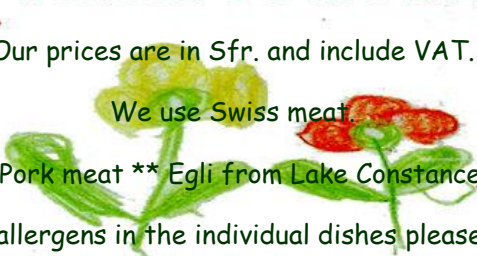 Our prices are in Sfr. and include VAT.
We use Swiss meat.
Pork meat ** Egli from Lake Constance
allergens in the individual dishes please